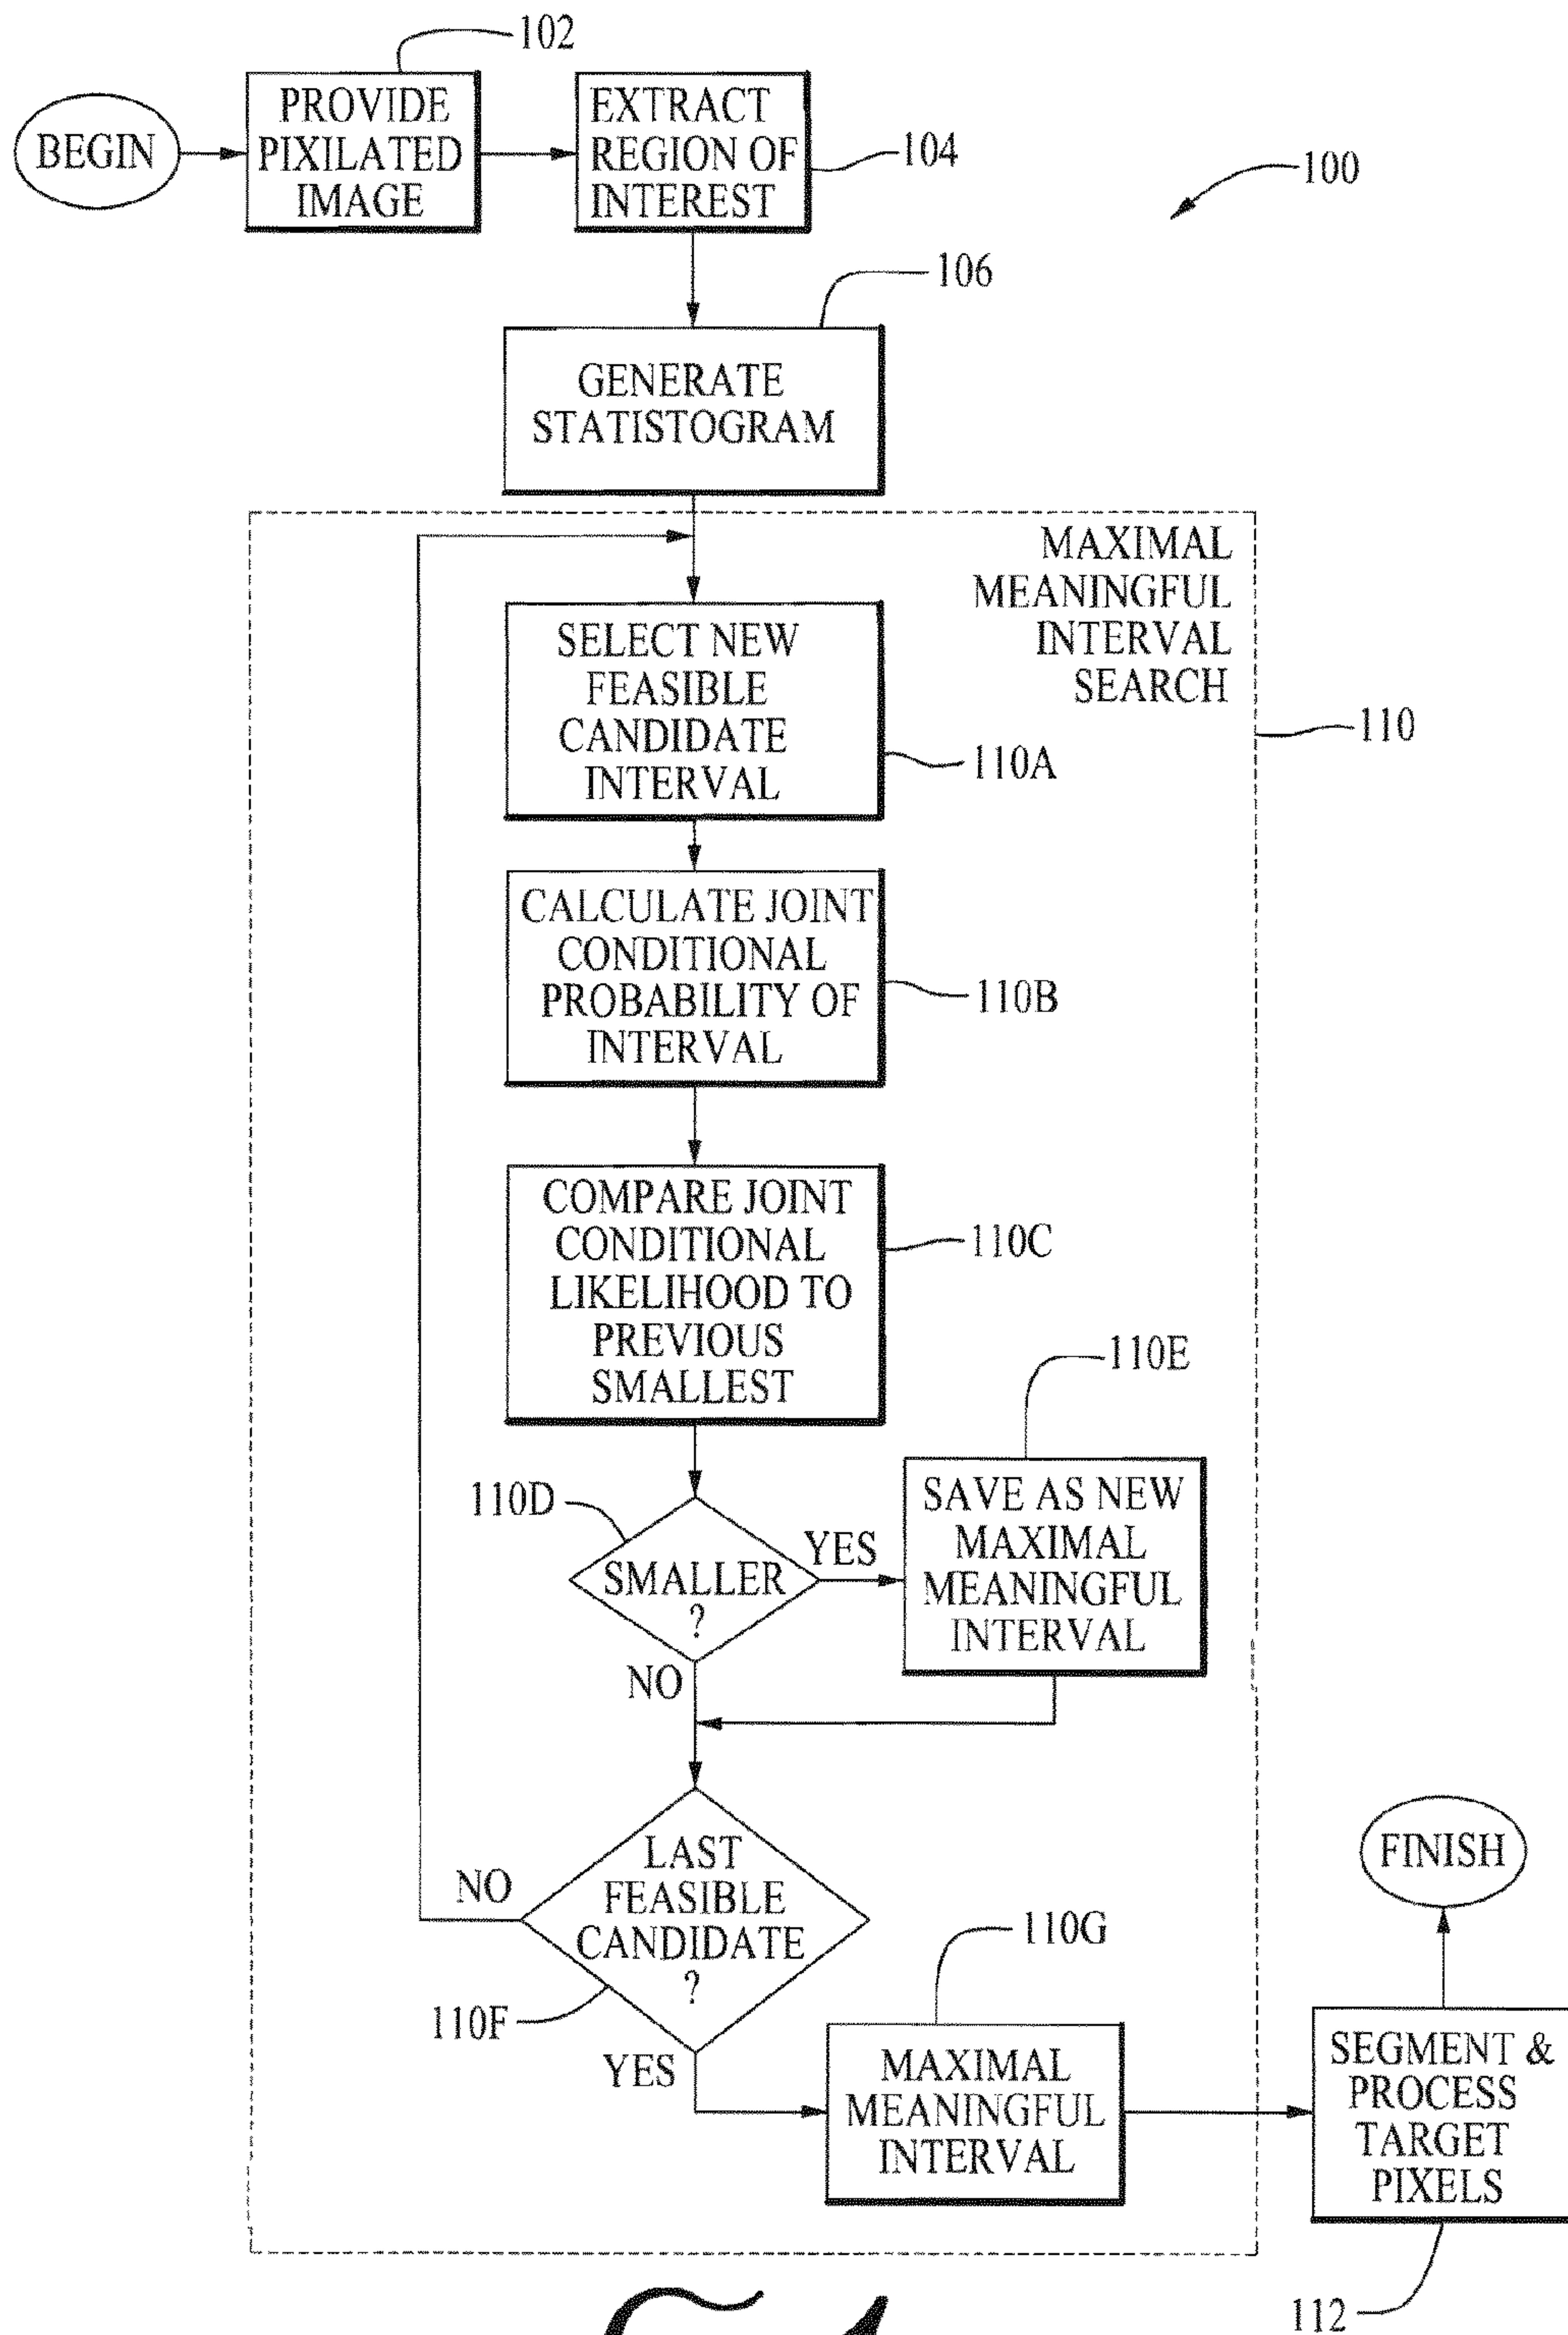 102
BEGIN
PROVIDE
PIXILATED
IMAGE
EXTRACT
REGION OF
INTEREST
104
100
106
GENERATE
STATISTOGRAM
MAXIMAL
MEANINGFUL
INTERVAL
SEARCH
110
SELECT NEW
FEASIBLE
CANDIDATE
INTERVAL
110A
CALCULATE JOINT
CONDITIONAL
PROBABILITY OF
INTERVAL
110B
COMPARE JOINT
CONDITIONAL
LIKELIHOOD TO
PREVIOUS
SMALLEST
110C
110D
SMALLER
?
YES
NO
110E
SAVE AS NEW
MAXIMAL
MEANINGFUL
INTERVAL
LAST
FEASIBLE
CANDIDATE
?
NO
110F
YES
110G
MAXIMAL
MEANINGFUL
INTERVAL
FINISH
SEGMENT &
PROCESS
TARGET
PIXELS
112